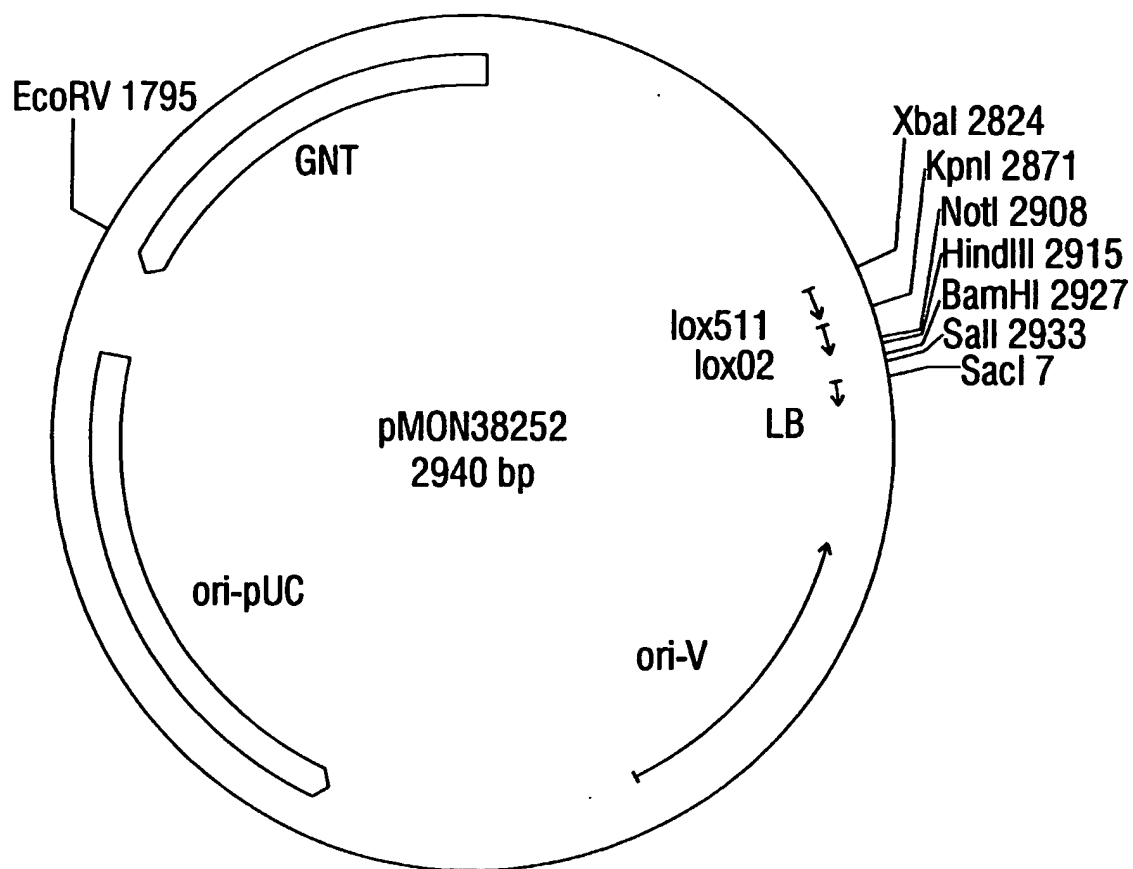 EcoRV 1795
GNT
XbaI 2824
KpnI 2871
NotI 2908
HindIII 2915
BamHI 2927
SalI 2933
SacI 7
lox511
lox02
LB
pMON38252
2940 bp
ori-pUC
ori-V